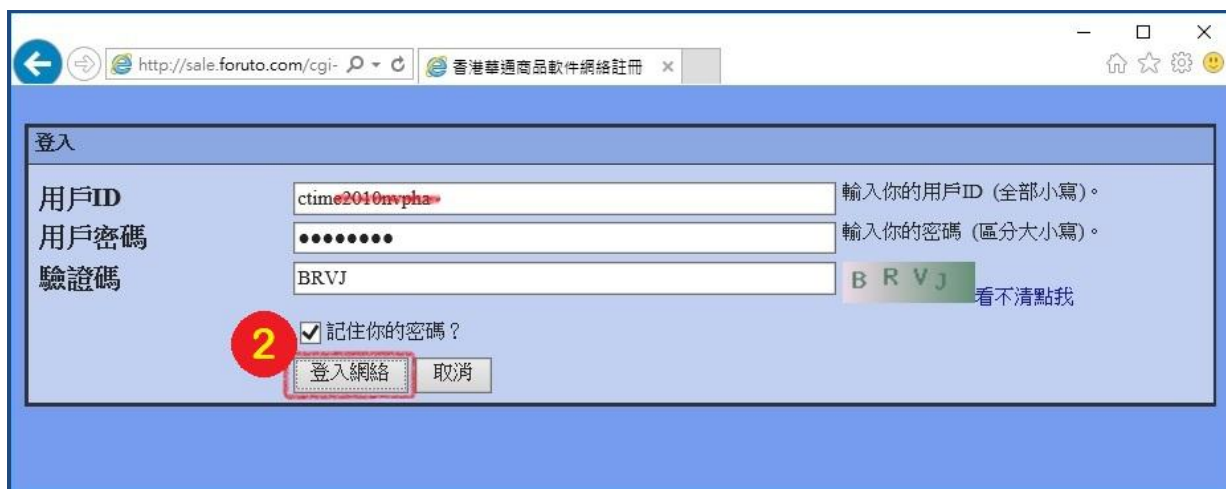 http://sale.foruto.com/cgi-
香港華通商品軟件網絡註冊
登入
用戶ID
ctime2010nvpha
輸入你的用戶ID (全部小寫)。
用戶密碼
••••••••
輸入你的密碼 (區分大小寫)。
驗證碼
BRVJ
B R V J
看不清點我
記住你的密碼？
2
登入網絡
取消